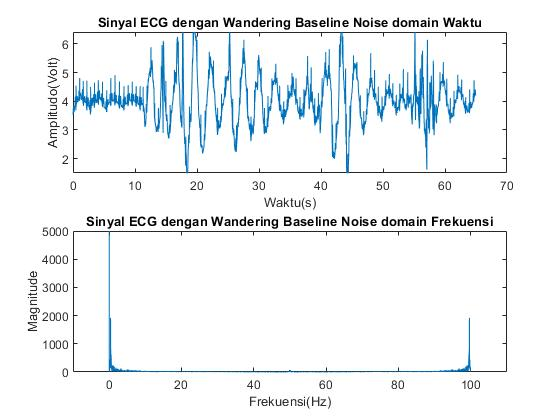 Sinyal ECG dengan Wandering Baseline Noise domain Waktu
Amplitudo(Volt)
6
5
4
3
2
0 10 20 30 40 50 60 70
Waktu(s)
Sinyal ECG dengan Wandering Baseline Noise domain Frekuensi
Magnitude
5000
4000
3000
2000
1000
0
0 20 40 60 80 100
Frekuensi(Hz)